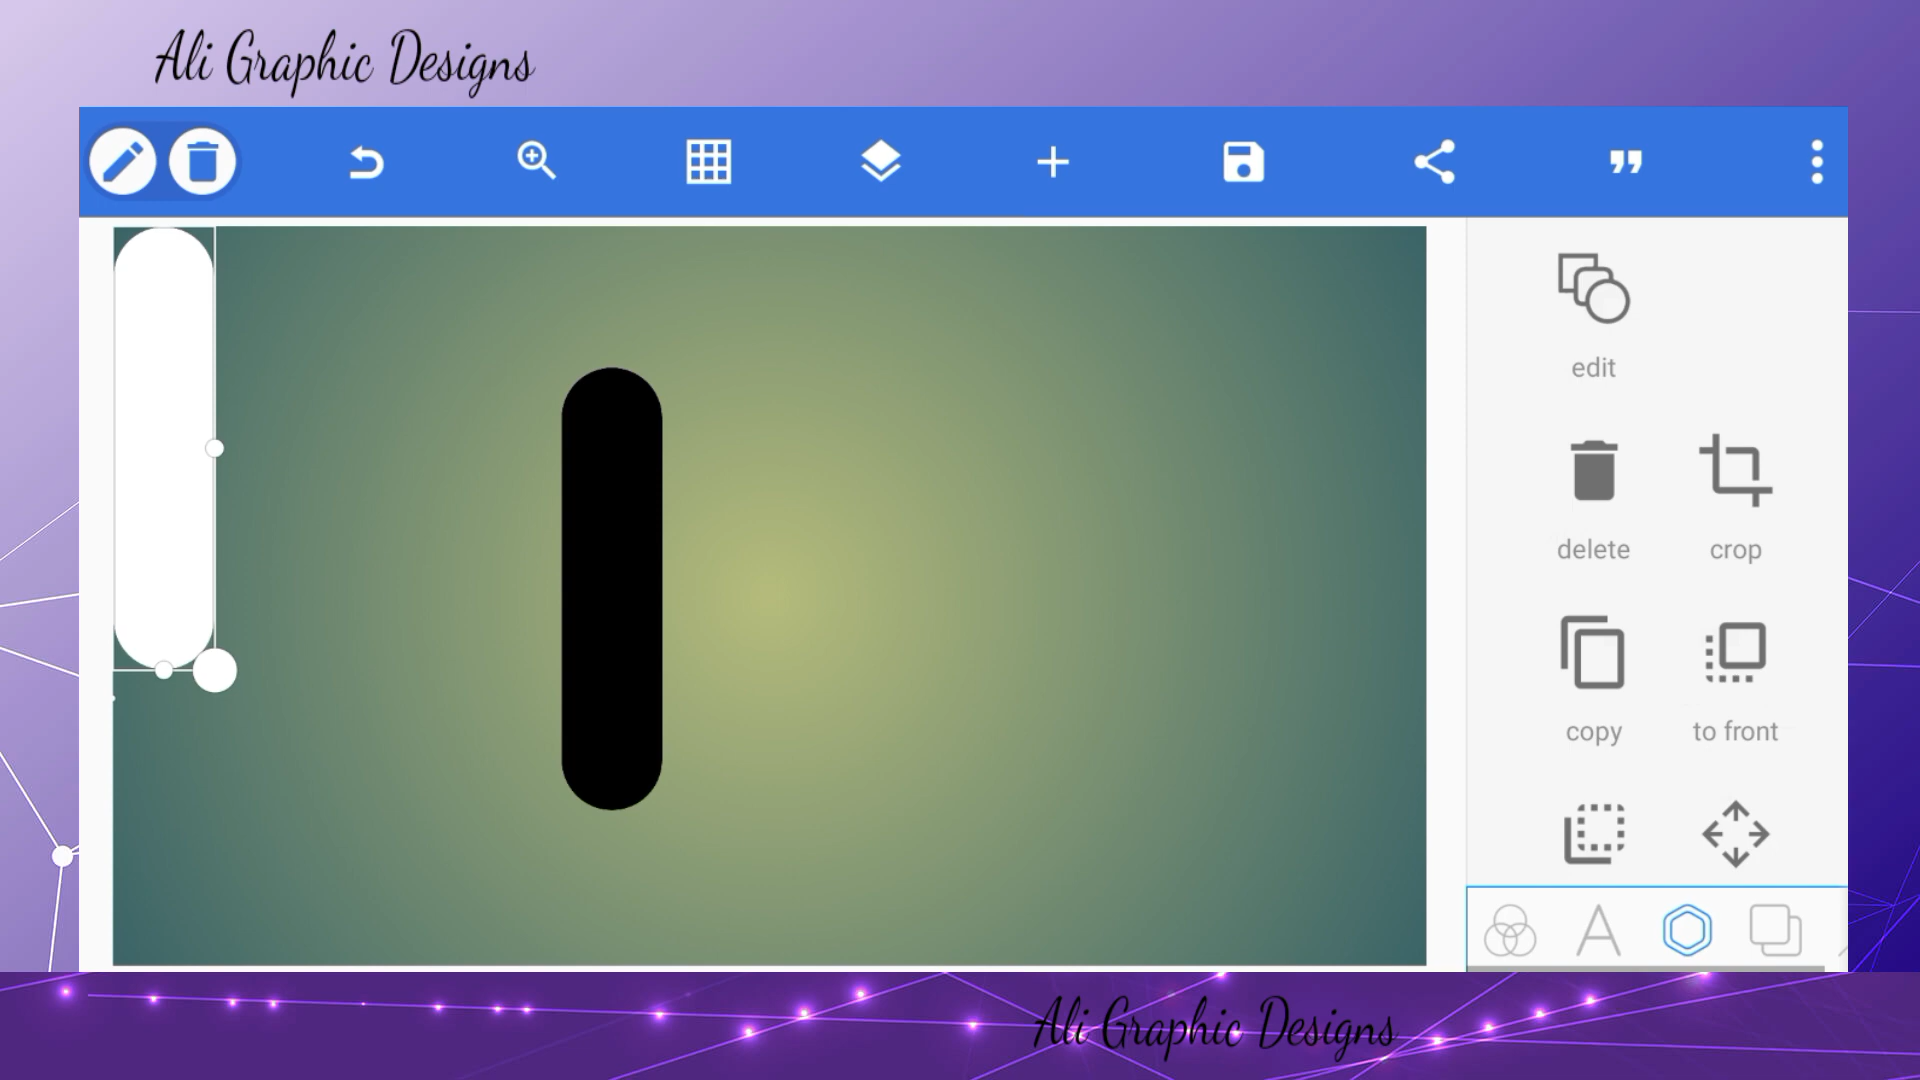 Ali Graphic Designs
edit
delete
crop
copy
to front
Ali Graphic Designs